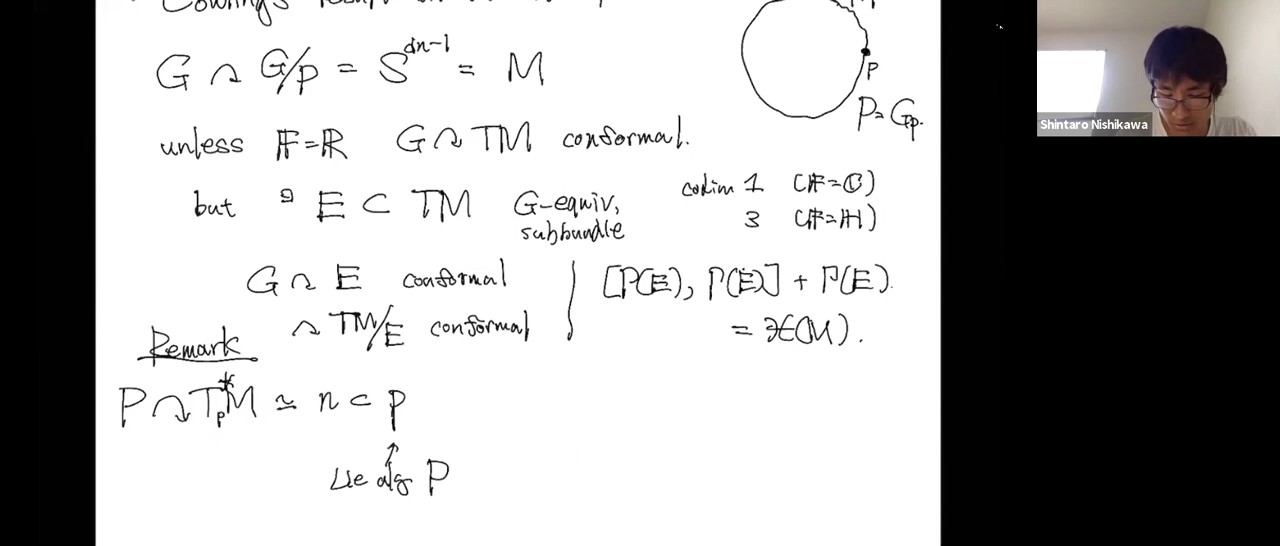 G ↷ G/P = S^{dn-1} = M
P
P = G_p.
unless 𝔽=ℝ G ↷ TM conformal.
but ∃ E ⊂ TM G-equiv, subbundle
codim 1 (𝔽=ℂ)
3 (𝔽=ℍ)
G ↷ E conformal
↷ TM/E conformal
[Γ(E), Γ(E)] + Γ(E)
= 𝔛(M).
Remark
P ↷ T_p^*M ≃ n ⊂ p
Lie alg P
Shintaro Nishikawa